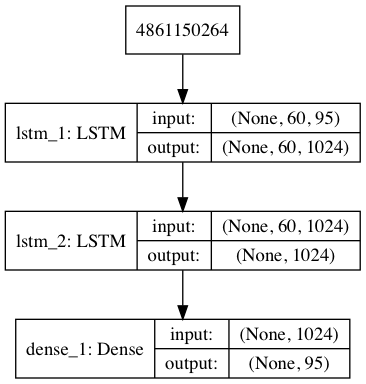 4861150264
lstm_1: LSTM
input: (None, 60, 95)
output: (None, 60, 1024)
lstm_2: LSTM
input: (None, 60, 1024)
output: (None, 1024)
dense_1: Dense
input: (None, 1024)
output: (None, 95)